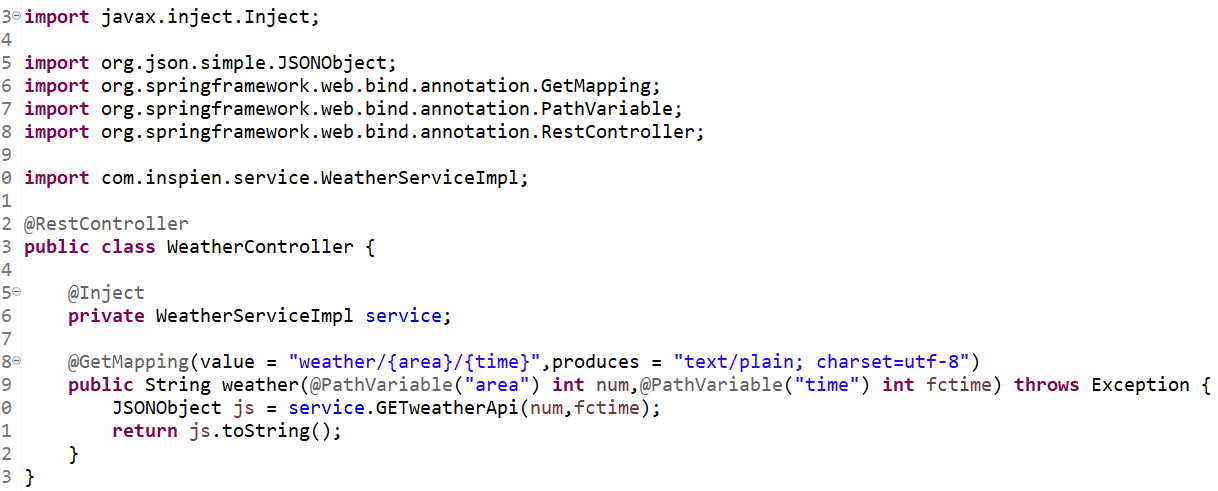 3 import javax.inject.Inject;
4
5 import org.json.simple.JSONObject;
6 import org.springframework.web.bind.annotation.GetMapping;
7 import org.springframework.web.bind.annotation.PathVariable;
8 import org.springframework.web.bind.annotation.RestController;
9
0 import com.inspien.service.WeatherServiceImpl;
1
2 @RestController
3 public class WeatherController {
4
5     @Inject
6     private WeatherServiceImpl service;
7
8     @GetMapping(value = "weather/{area}/{time}",produces = "text/plain; charset=utf-8")
9     public String weather(@PathVariable("area") int num,@PathVariable("time") int fctime) throws Exception {
0         JSONObject js = service.GETweatherApi(num,fctime);
1         return js.toString();
2     }
3 }